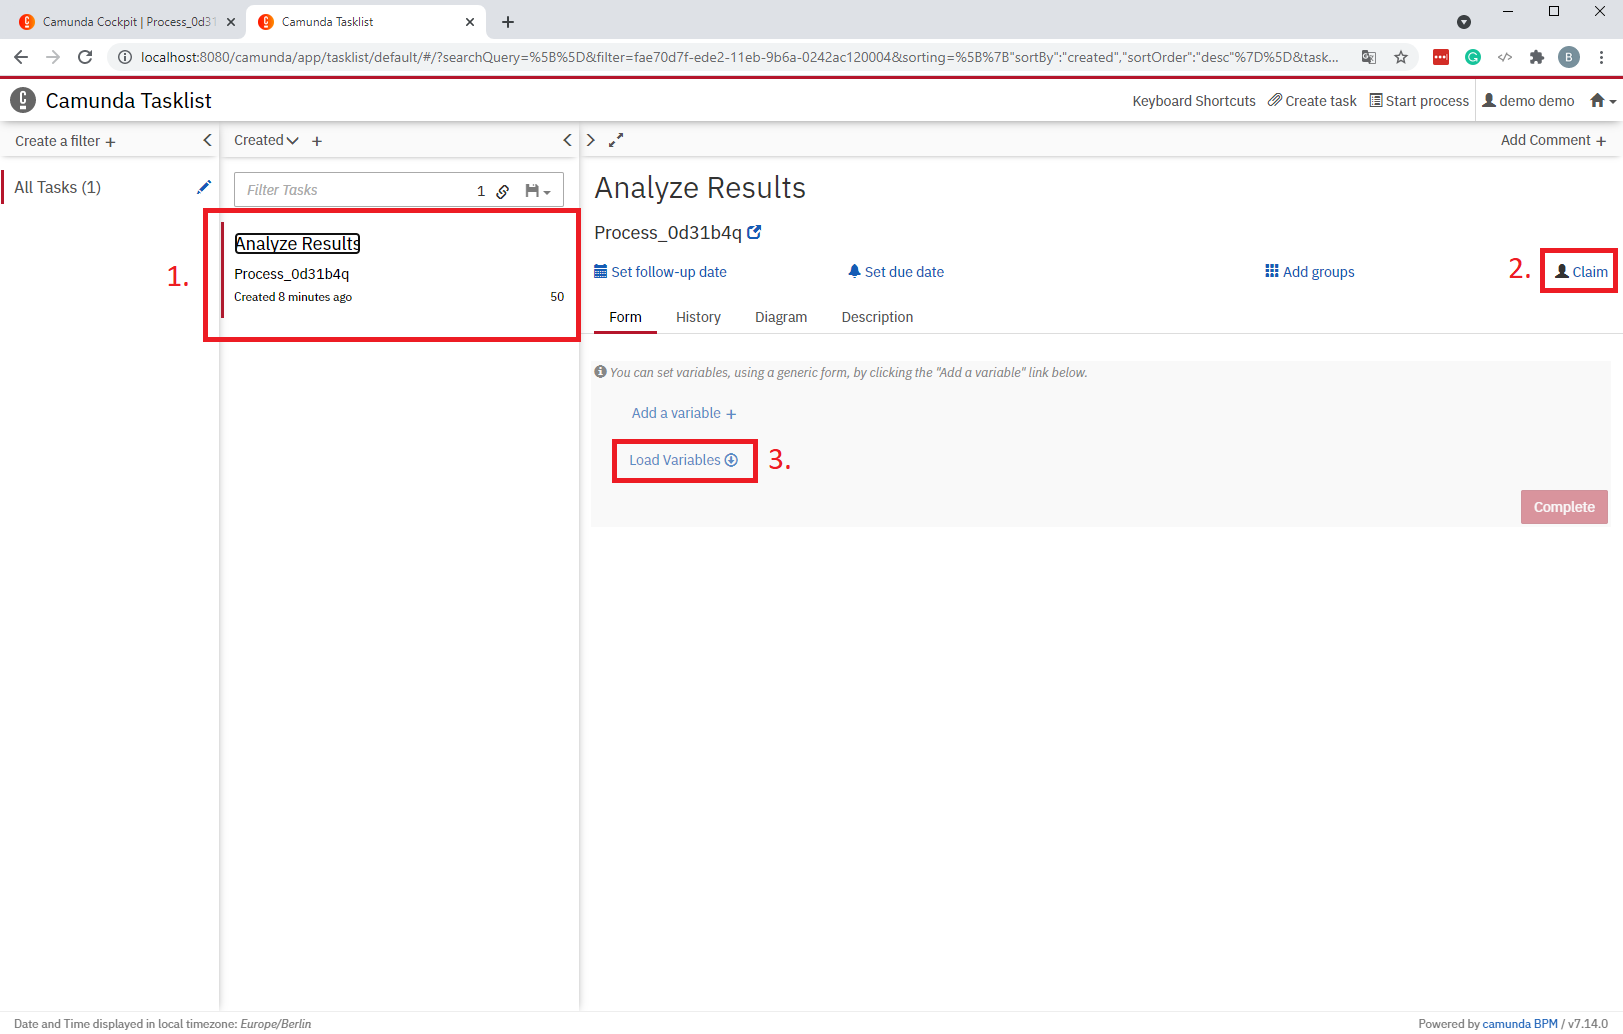 Camunda Cockpit | Process_0d31
Camunda Tasklist
localhost:8080/camunda/app/tasklist/default/#/?searchQuery=%5B%5D&filter=fae70d7f-ede2-11eb-9b6a-0242ac120004&sorting=%5B%7B"sortBy":"created","sortOrder":"desc"%7D%5D&task...
B
Camunda Tasklist
Keyboard Shortcuts
Create task
Start process
demo demo
Create a filter +
Created
+
Add Comment +
All Tasks (1)
Filter Tasks
1
Analyze Results
Process_0d31b4q
Created 8 minutes ago
50
1.
Analyze Results
Process_0d31b4q
Set follow-up date
Set due date
Add groups
2.
Claim
Form
History
Diagram
Description
You can set variables, using a generic form, by clicking the "Add a variable" link below.
Add a variable +
Load Variables
3.
Complete
Date and Time displayed in local timezone: Europe/Berlin
Powered by camunda BPM / v7.14.0